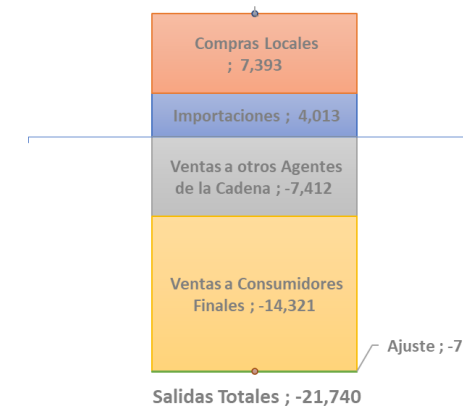 Compras Locales
; 7,393
Importaciones ; 4,013
Ventas a otros Agentes
de la Cadena ; -7,412
Ventas a Consumidores
Finales ; -14,321
Ajuste ; -7
Salidas Totales ; -21,740